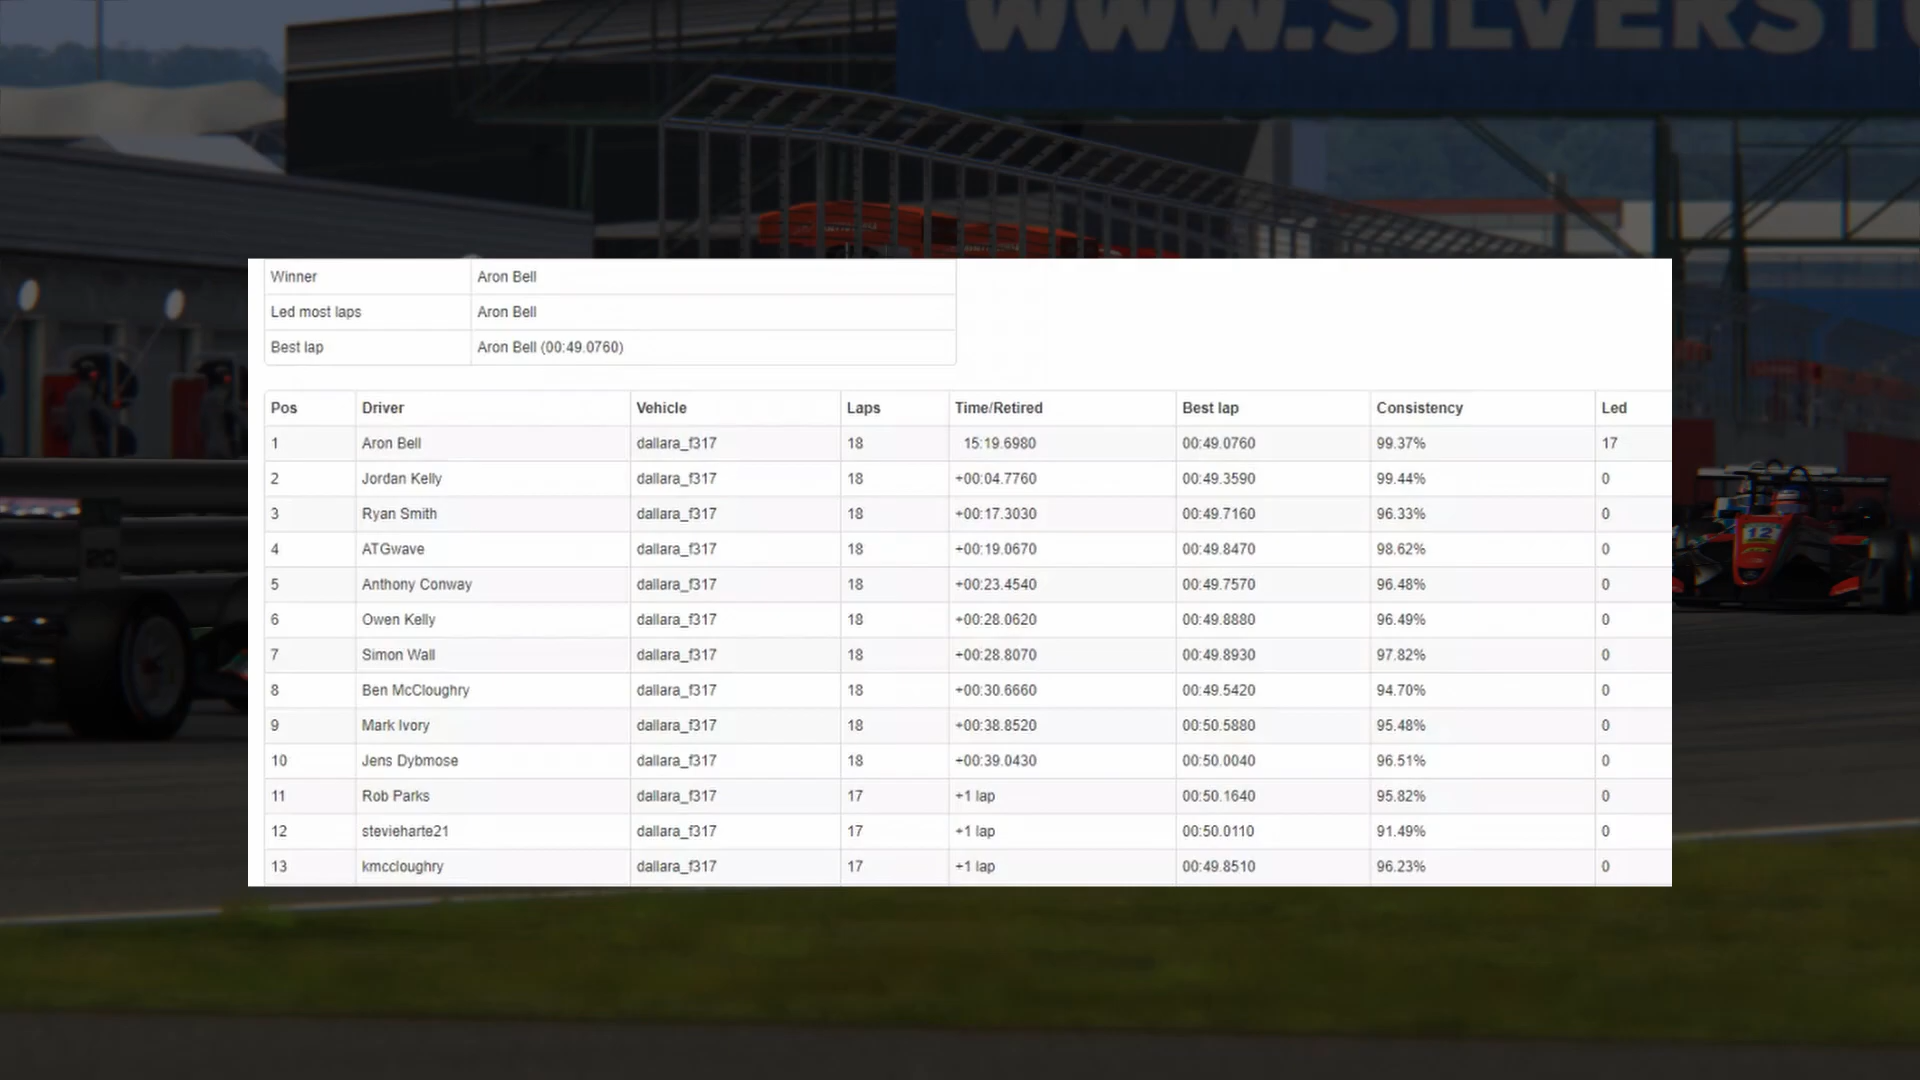 WWW.SILVERST
Winner Aron Bell
Led most laps Aron Bell
Best lap Aron Bell (00:49.0760)
Pos Driver Vehicle Laps Time/Retired Best lap Consistency Led
1 Aron Bell dallara_f317 18 15:19.6980 00:49.0760 99.37% 17
2 Jordan Kelly dallara_f317 18 +00:04.7760 00:49.3590 99.44% 0
3 Ryan Smith dallara_f317 18 +00:17.3030 00:49.7160 96.33% 0
4 ATGwave dallara_f317 18 +00:19.0670 00:49.8470 98.62% 0
5 Anthony Conway dallara_f317 18 +00:23.4540 00:49.7570 96.48% 0
6 Owen Kelly dallara_f317 18 +00:28.0620 00:49.8880 96.49% 0
7 Simon Wall dallara_f317 18 +00:28.8070 00:49.8930 97.82% 0
8 Ben McCloughry dallara_f317 18 +00:30.6660 00:49.5420 94.70% 0
9 Mark Ivory dallara_f317 18 +00:38.8520 00:50.5880 95.48% 0
10 Jens Dybmose dallara_f317 18 +00:39.0430 00:50.0040 96.51% 0
11 Rob Parks dallara_f317 17 +1 lap 00:50.1640 95.82% 0
12 stevieharte21 dallara_f317 17 +1 lap 00:50.0110 91.49% 0
13 kmccloughry dallara_f317 17 +1 lap 00:49.8510 96.23% 0
12
20